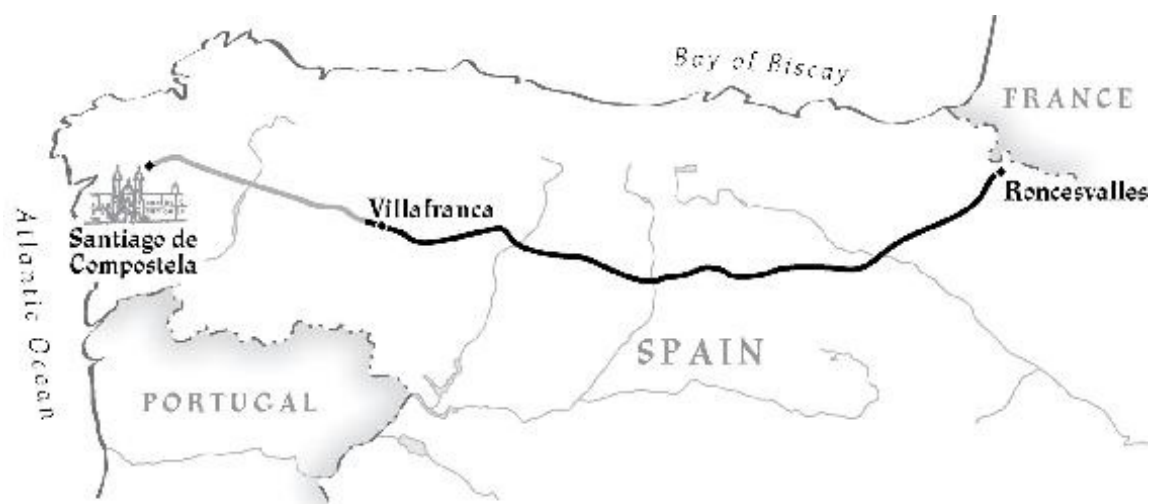 Bay of Biscay
FRANCE
Roncesvalles
Villafranca
Santiago de
Compostela
Atlantic Ocean
SPAIN
PORTUGAL